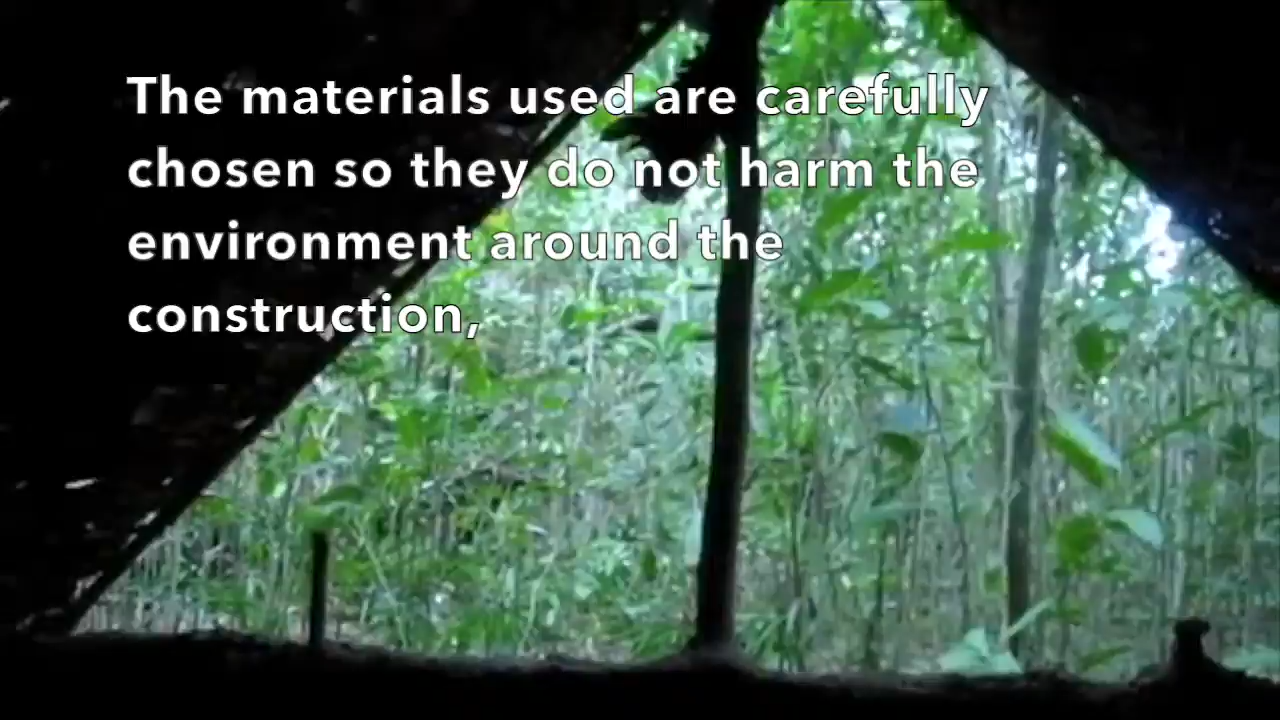 The materials used are carefully
chosen so they do not harm the
environment around the
construction,